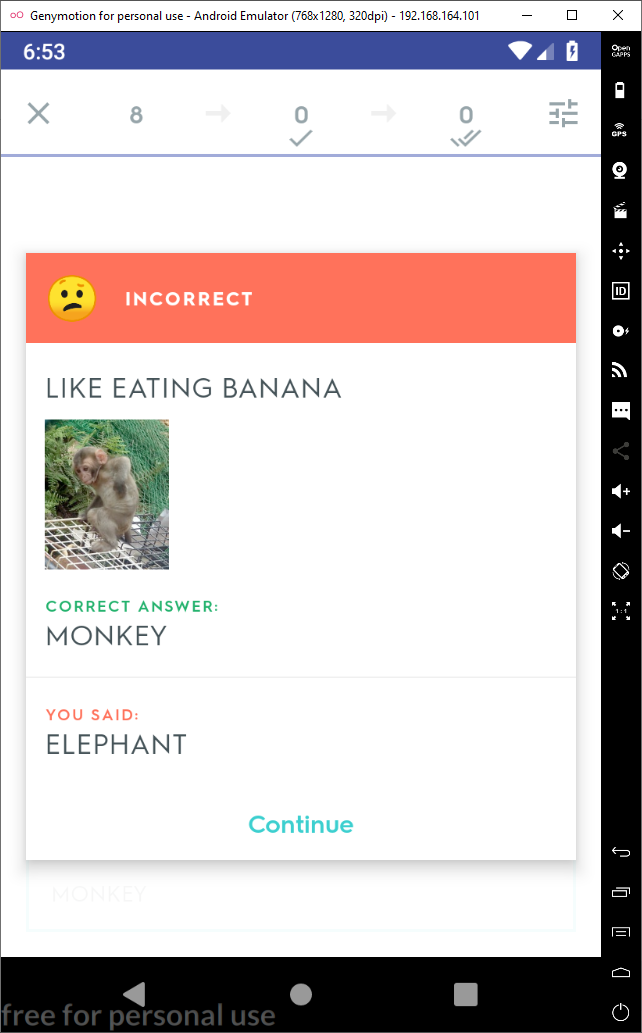 Genymotion for personal use - Android Emulator (768x1280, 320dpi) - 192.168.164.101
Open
GAPPS
6:53
8
0
0
GPS
INCORRECT
ID
LIKE EATING BANANA
1:1
CORRECT ANSWER:
MONKEY
YOU SAID:
ELEPHANT
Continue
MONKEY
free for personal use